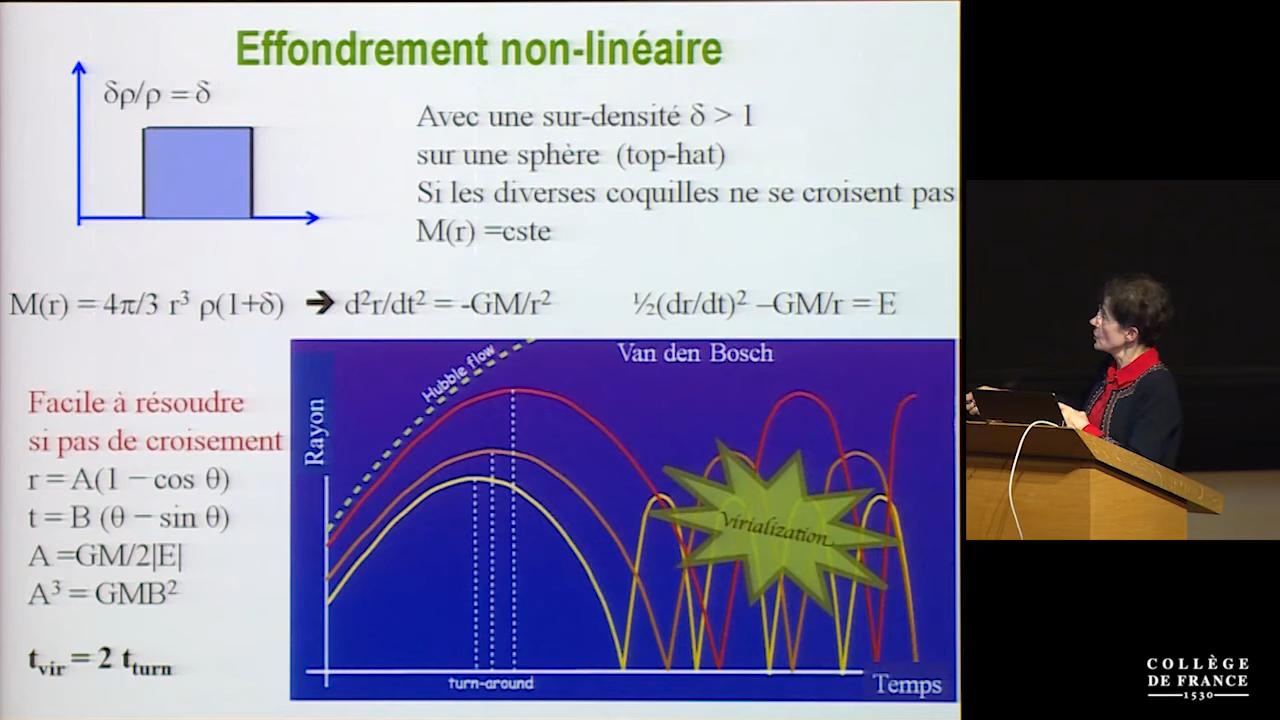 Effondrement non-linéaire
δρ/ρ = δ
Avec une sur-densité δ > 1
sur une sphère (top-hat)
Si les diverses coquilles ne se croisent pas
M(r) =cste
M(r) = 4π/3 r³ ρ(1+δ) ➔ d²r/dt² = -GM/r² ½(dr/dt)² –GM/r = E
Facile à résoudre
si pas de croisement
r = A(1 – cos θ)
t = B (θ – sin θ)
A =GM/2|E|
A³ = GMB²
t_vir = 2 t_turn
Van den Bosch
Hubble flow
Rayon
Virialization
turn-around
Temps
COLLÈGE
DE FRANCE
1530